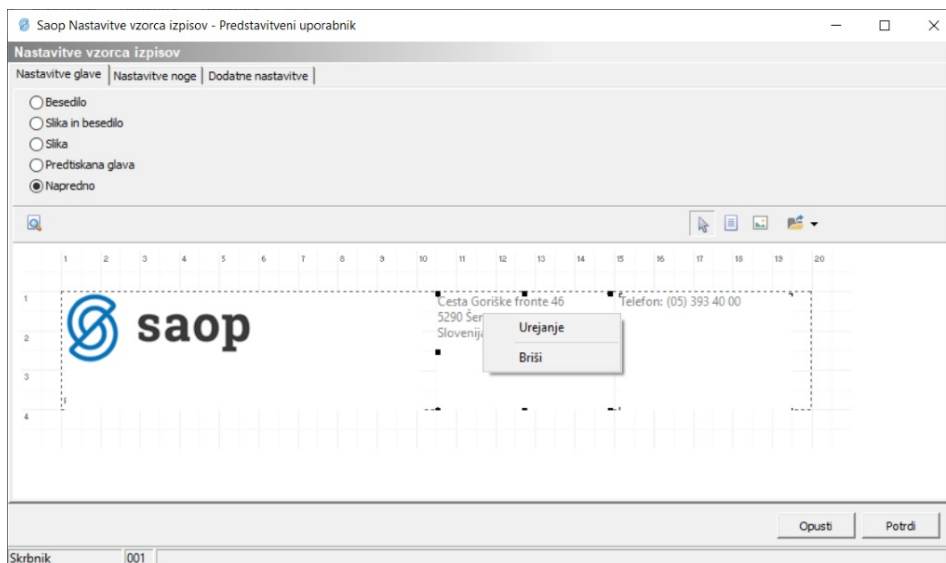 Saop Nastavitve vzorca izpisov - Predstavitveni uporabnik
Nastavitve vzorca izpisov
Nastavitve glave Nastavitve noge Dodatne nastavitve
Besedilo
Slika in besedilo
Slika
Predtiskana glava
Napredno
1 2 3 4 5 6 7 8 9 10 11 12 13 14 15 16 17 18 19 20
1
2
3
4
saop
Cesta Goriške fronte 46
5290 Šer
Slovenija
Telefon: (05) 393 40 00
Urejanje
Briši
Opusti Potrdi
Skrbnik 001